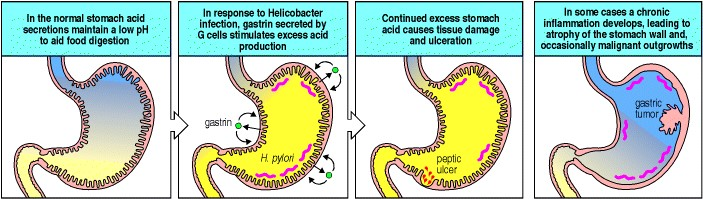 In the normal stomach acid
secretions maintain a low pH
to aid food digestion
In response to Helicobacter
infection, gastrin secreted by
G cells stimulates excess acid
production
Continued excess stomach
acid causes tissue damage
and ulceration
In some cases a chronic
inflammation develops, leading to
atrophy of the stomach wall and,
occasionally malignant outgrowths
gastrin
H. pylori
peptic
ulcer
gastric
tumor